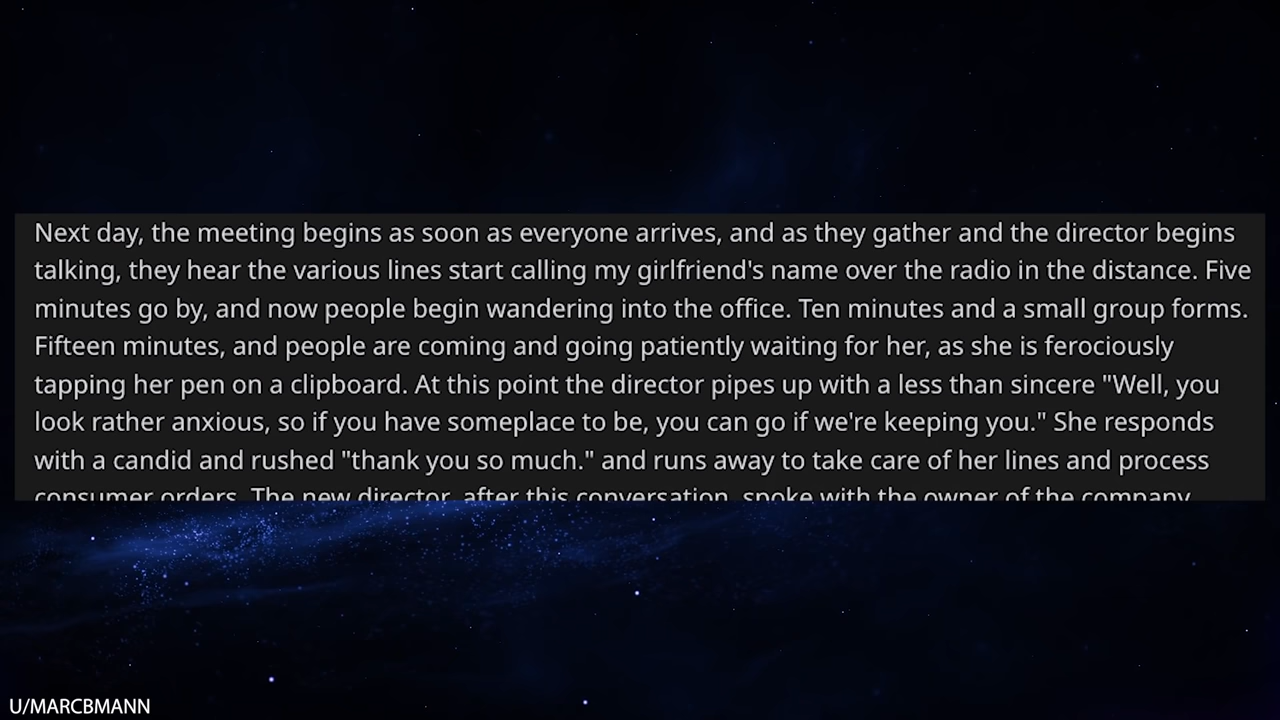 Next day, the meeting begins as soon as everyone arrives, and as they gather and the director begins
talking, they hear the various lines start calling my girlfriend's name over the radio in the distance. Five
minutes go by, and now people begin wandering into the office. Ten minutes and a small group forms.
Fifteen minutes, and people are coming and going patiently waiting for her, as she is ferociously
tapping her pen on a clipboard. At this point the director pipes up with a less than sincere "Well, you
look rather anxious, so if you have someplace to be, you can go if we're keeping you." She responds
with a candid and rushed "thank you so much." and runs away to take care of her lines and process
consumer orders. The new director, after this conversation, spoke with the owner of the company
U/MARCBMANN